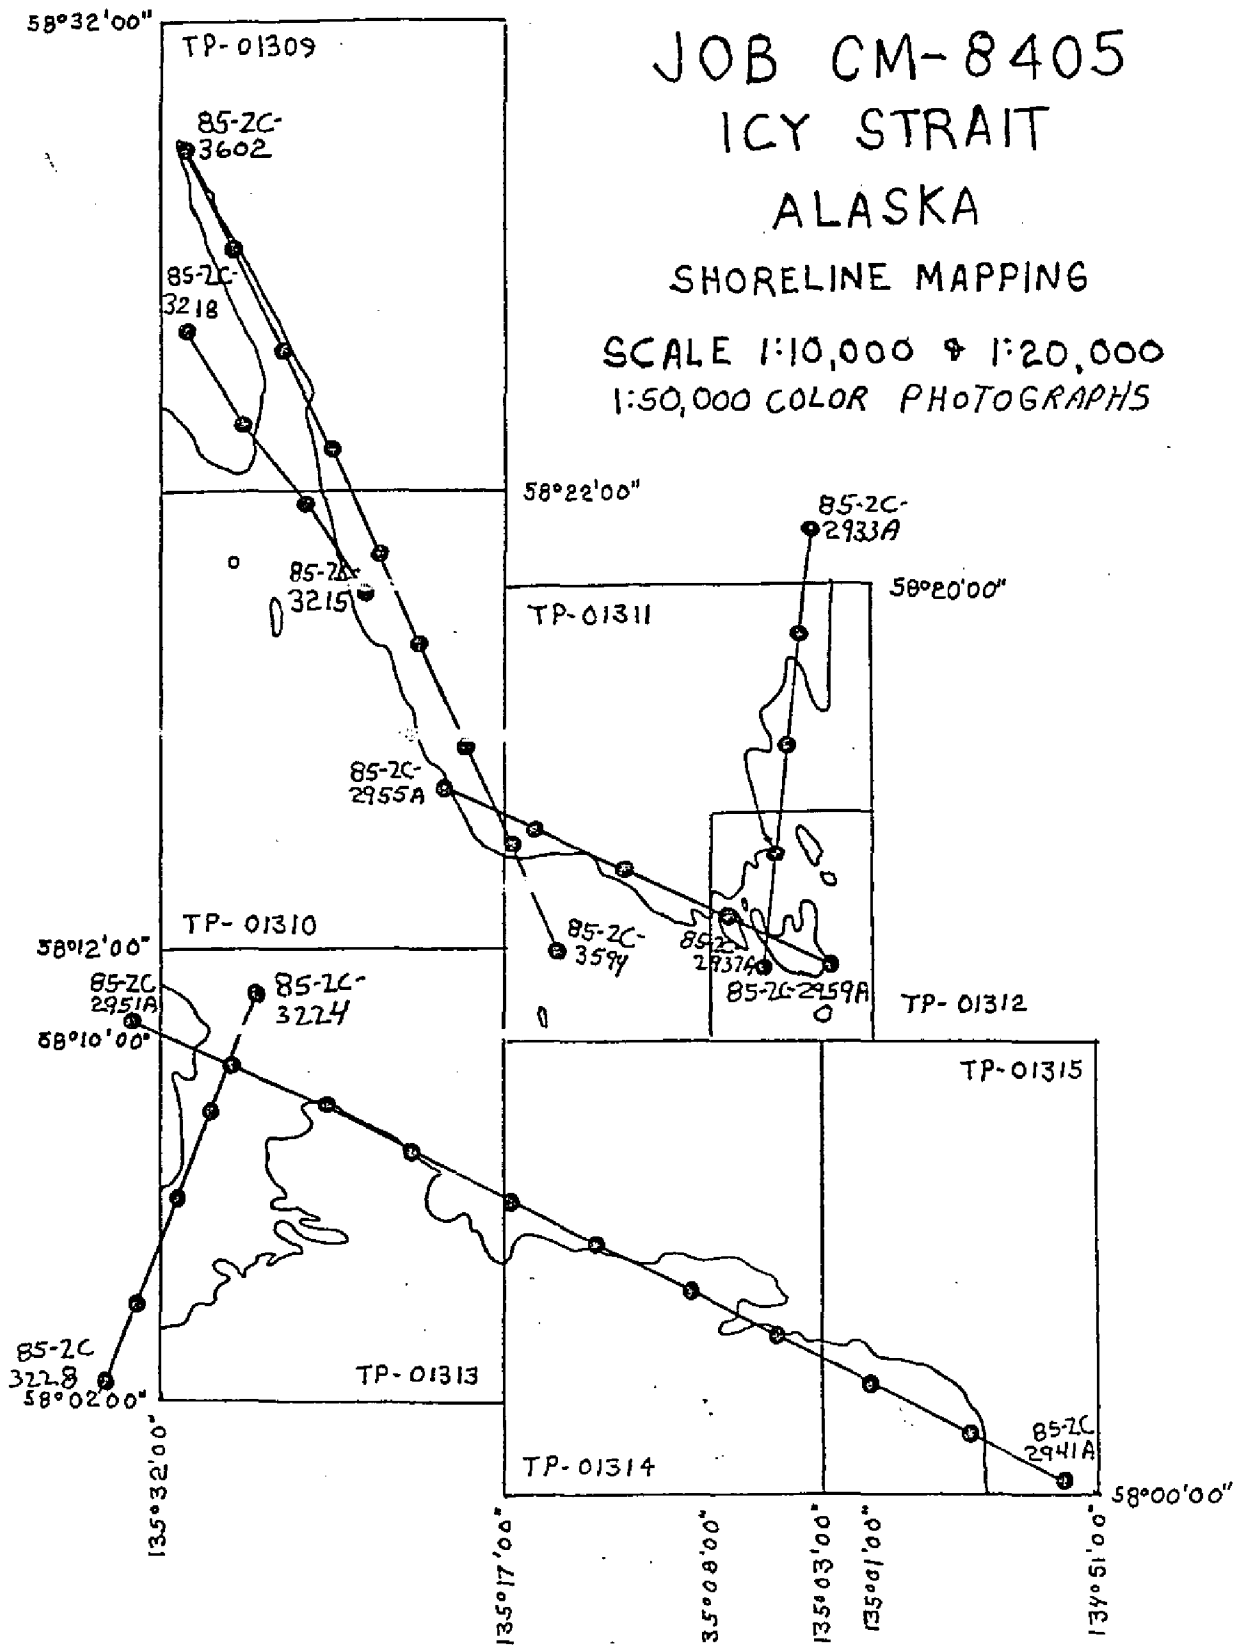 58°32'00"
TP-01309
JOB CM-8405
ICY STRAIT
ALASKA
SHORELINE MAPPING
SCALE 1:10,000 & 1:20,000
1:50,000 COLOR PHOTOGRAPHS
85-2C-
3602
85-2C-
3218
58°22'00"
85-2C-
2933A
85-2C-
3215
58°20'00"
TP-01311
85-2C-
2955A
TP-01310
58°12'00"
85-2C-
3594
85-2C-
2937A
85-2C-2959A
TP-01312
85-2C
2951A
85-2C-
3224
58°10'00"
TP-01315
85-2C
3228
58°02'00"
TP-01313
TP-01314
85-2C
2941A
58°00'00"
135°32'00"
135°17'00"
35°08'00"
135°03'00"
135°01'00"
134°51'00"